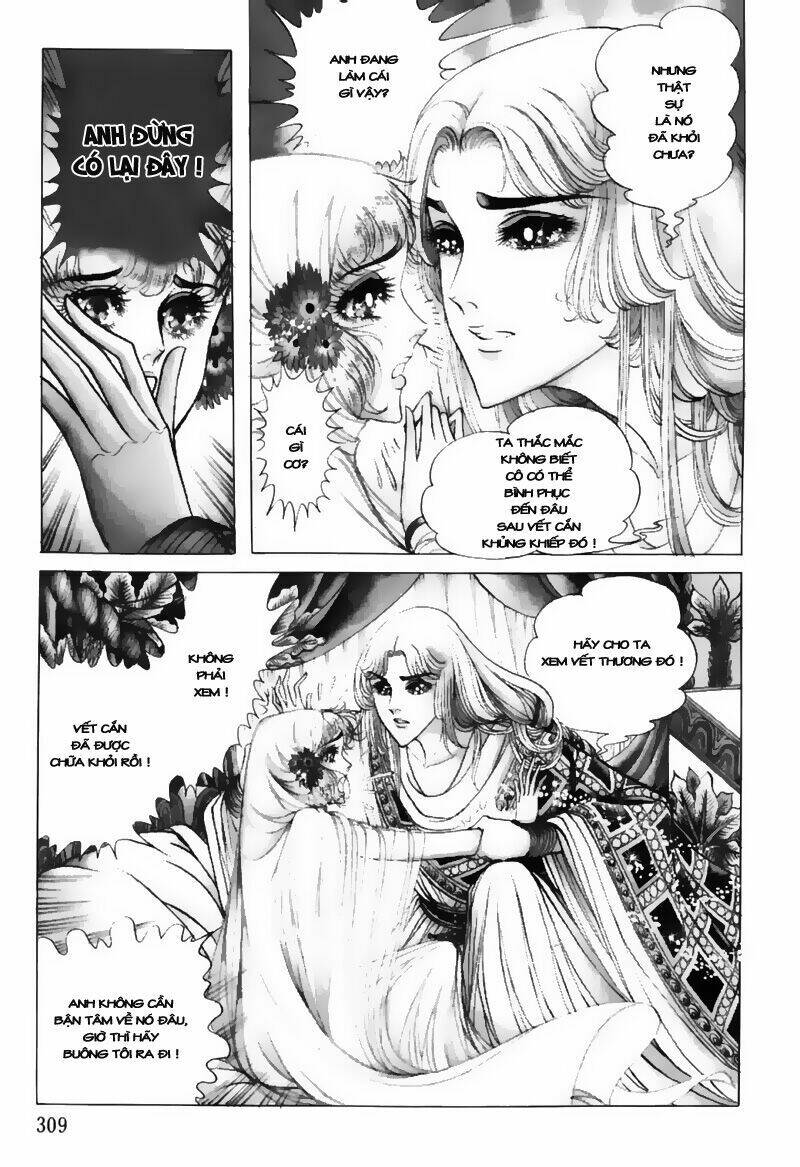 ANH ĐỪNG
CÓ LẠI ĐÂY !
ANH ĐANG
LÀM CÁI
GÌ VẬY?
NHƯNG
THẬT
SỰ
LÀ NÓ
ĐÃ KHỎI
CHƯA?
CÁI
GÌ
CƠ?
TA THẮC MẮC
KHÔNG BIẾT
CÔ CÓ THỂ
BÌNH PHỤC
ĐẾN ĐÂU
SAU VẾT CẮN
KHỦNG KHIẾP ĐÓ !
HÃY CHO TA
XEM VẾT THƯƠNG ĐÓ !
KHÔNG
PHẢI
XEM !
VẾT CẮN
ĐÃ ĐƯỢC
CHỮA KHỎI RỒI !
ANH KHÔNG CẦN
BẬN TÂM VỀ NÓ ĐÂU,
GIỜ THÌ HÃY
BUÔNG TÔI RA ĐI !
309